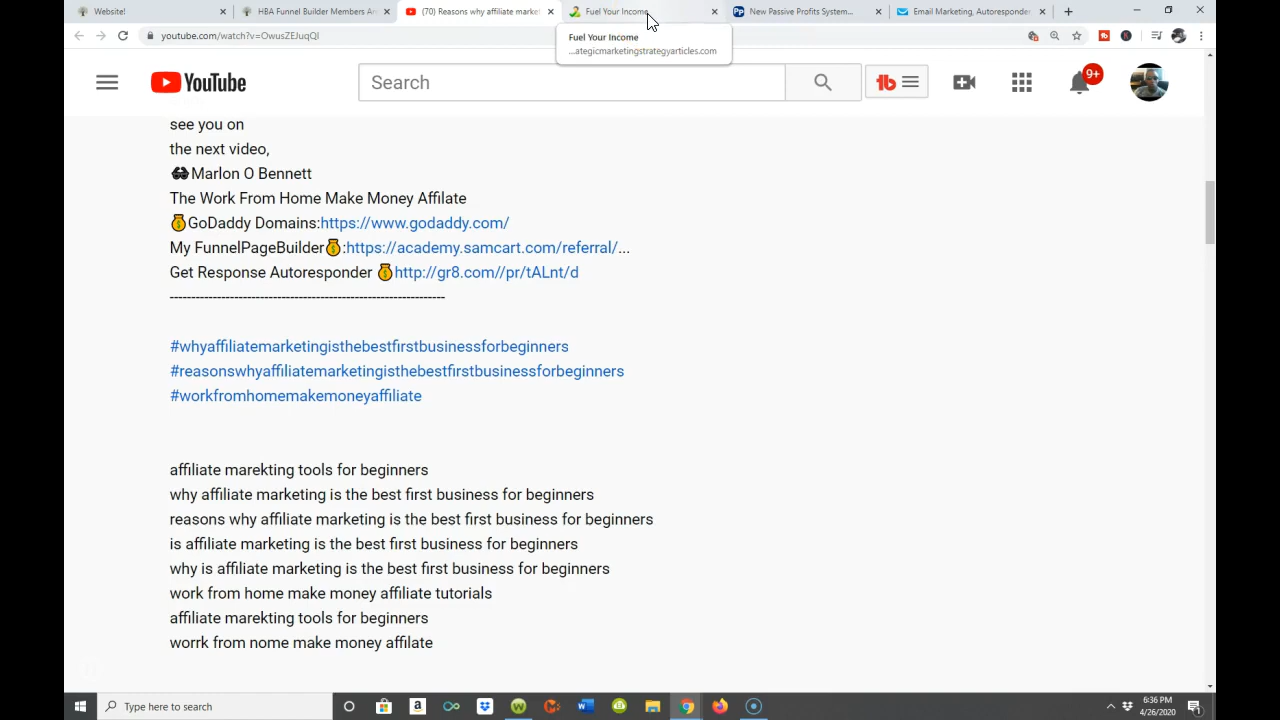 Website!
HBA Funnel Builder Members Ar
(70) Reasons why affiliate market
Fuel Your Income
New Passive Profits System...
Email Marketing, Autoresponder
youtube.com/watch?v=OwusZEJuqQI
Fuel Your Income
...ategicmarketingstrategyarticles.com
YouTube
Search
tb
9+
see you on
the next video,
Marlon O Bennett
The Work From Home Make Money Affilate
GoDaddy Domains:https://www.godaddy.com/
My FunnelPageBuilder:https://academy.samcart.com/referral/...
Get Response Autoresponder http://gr8.com//pr/tALnt/d
---------------------------------------------------------------
#whyaffiliatemarketingisthebestfirstbusinessforbeginners
#reasonswhyaffiliatemarketingisthebestfirstbusinessforbeginners
#workfromhomemakemoneyaffiliate
affiliate marekting tools for beginners
why affiliate marketing is the best first business for beginners
reasons why affiliate marketing is the best first business for beginners
is affiliate marketing is the best first business for beginners
why is affiliate marketing is the best first business for beginners
work from home make money affiliate tutorials
affiliate marekting tools for beginners
worrk from nome make money affilate
Type here to search
6:36 PM
4/26/2020